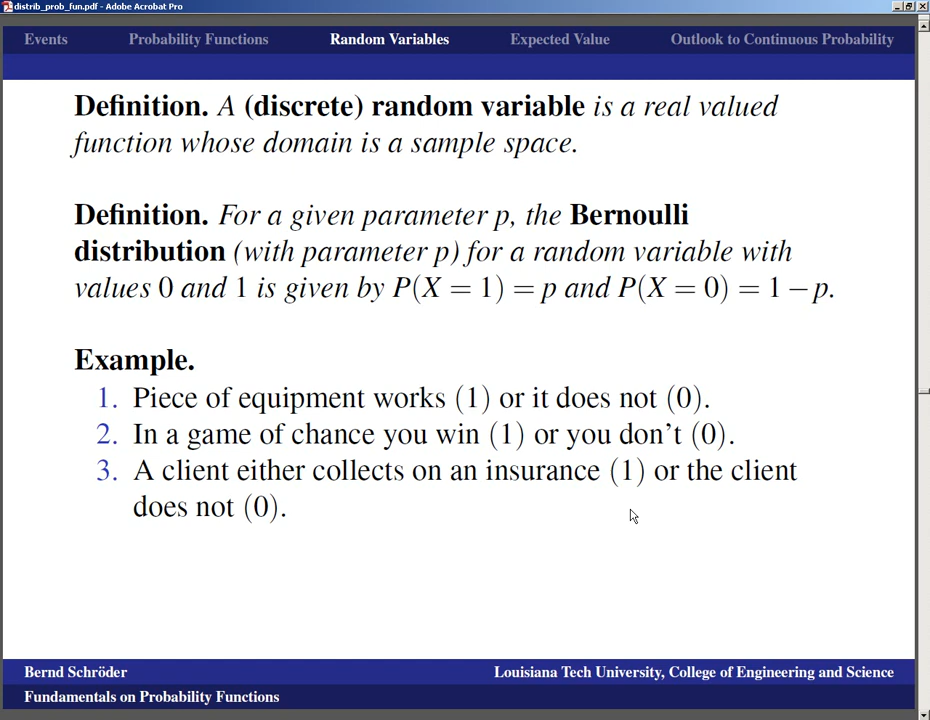 distrib_prob_fun.pdf - Adobe Acrobat Pro
Events Probability Functions Random Variables Expected Value Outlook to Continuous Probability
Definition. A (discrete) random variable is a real valued
function whose domain is a sample space.
Definition. For a given parameter p, the Bernoulli
distribution (with parameter p) for a random variable with
values 0 and 1 is given by P(X = 1) = p and P(X = 0) = 1 − p.
Example.
1. Piece of equipment works (1) or it does not (0).
2. In a game of chance you win (1) or you don't (0).
3. A client either collects on an insurance (1) or the client
does not (0).
Bernd Schröder Louisiana Tech University, College of Engineering and Science
Fundamentals on Probability Functions